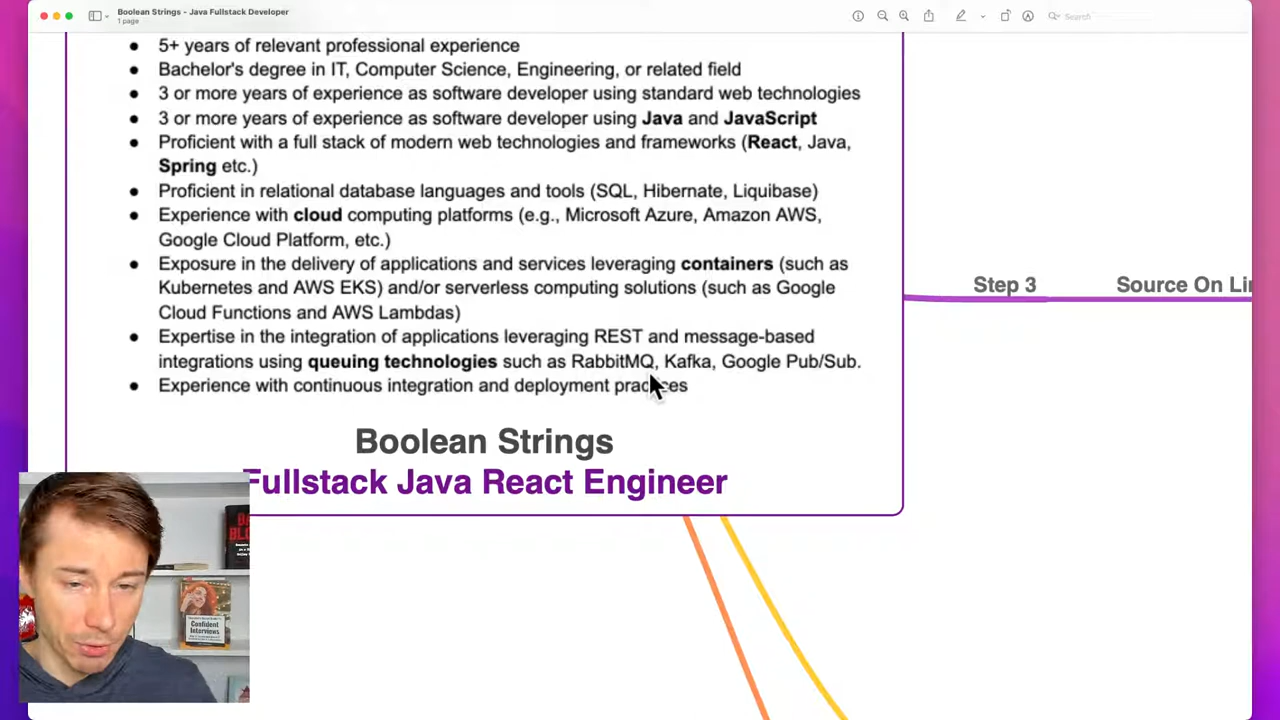 Boolean Strings - Java Fullstack Developer
1 page
Search
5+ years of relevant professional experience
Bachelor's degree in IT, Computer Science, Engineering, or related field
3 or more years of experience as software developer using standard web technologies
3 or more years of experience as software developer using Java and JavaScript
Proficient with a full stack of modern web technologies and frameworks (React, Java,
Spring etc.)
Proficient in relational database languages and tools (SQL, Hibernate, Liquibase)
Experience with cloud computing platforms (e.g., Microsoft Azure, Amazon AWS,
Google Cloud Platform, etc.)
Exposure in the delivery of applications and services leveraging containers (such as
Kubernetes and AWS EKS) and/or serverless computing solutions (such as Google
Cloud Functions and AWS Lambdas)
Expertise in the integration of applications leveraging REST and message-based
integrations using queuing technologies such as RabbitMQ, Kafka, Google Pub/Sub.
Experience with continuous integration and deployment practices
Boolean Strings
Fullstack Java React Engineer
Step 3
Source On Lin
Confident
Interviews